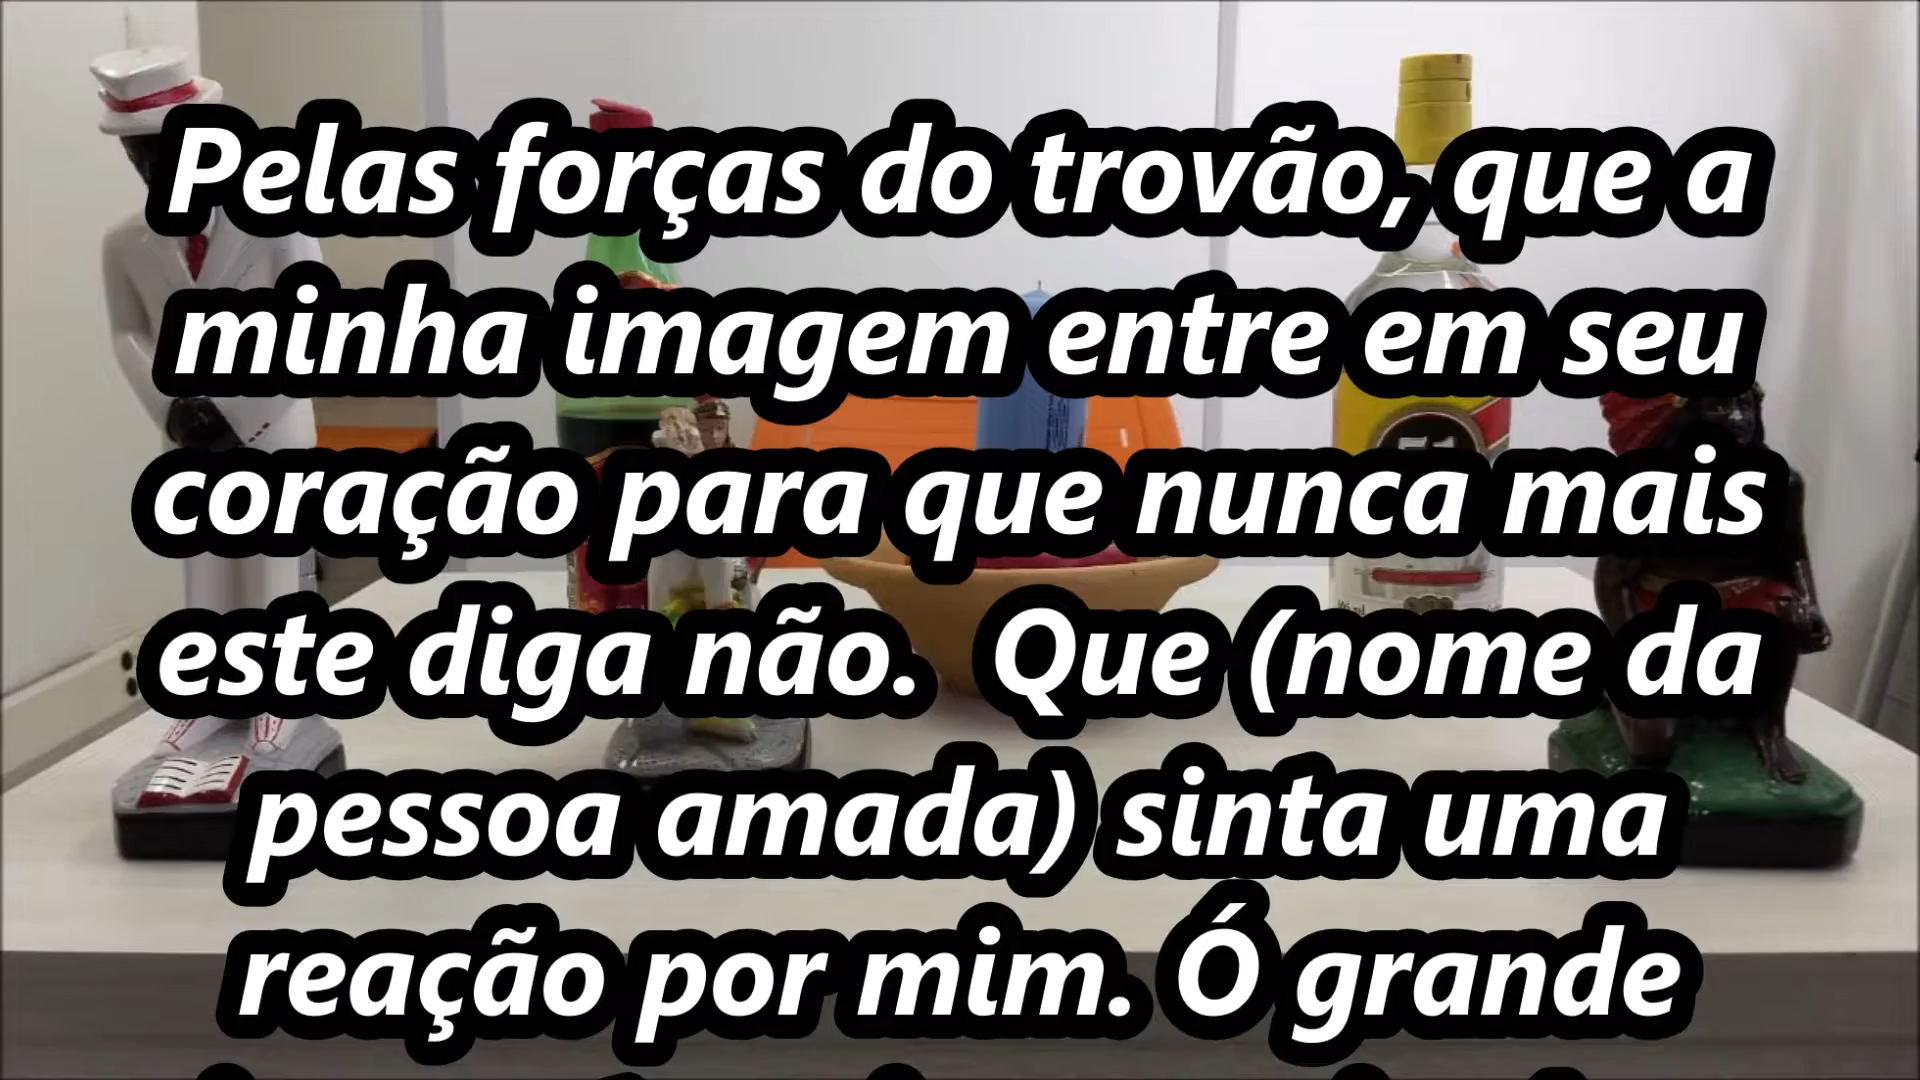 Pelas forças do trovão, que a
minha imagem entre em seu
coração para que nunca mais
este diga não.  Que (nome da
pessoa amada) sinta uma
reação por mim. Ó grande
51